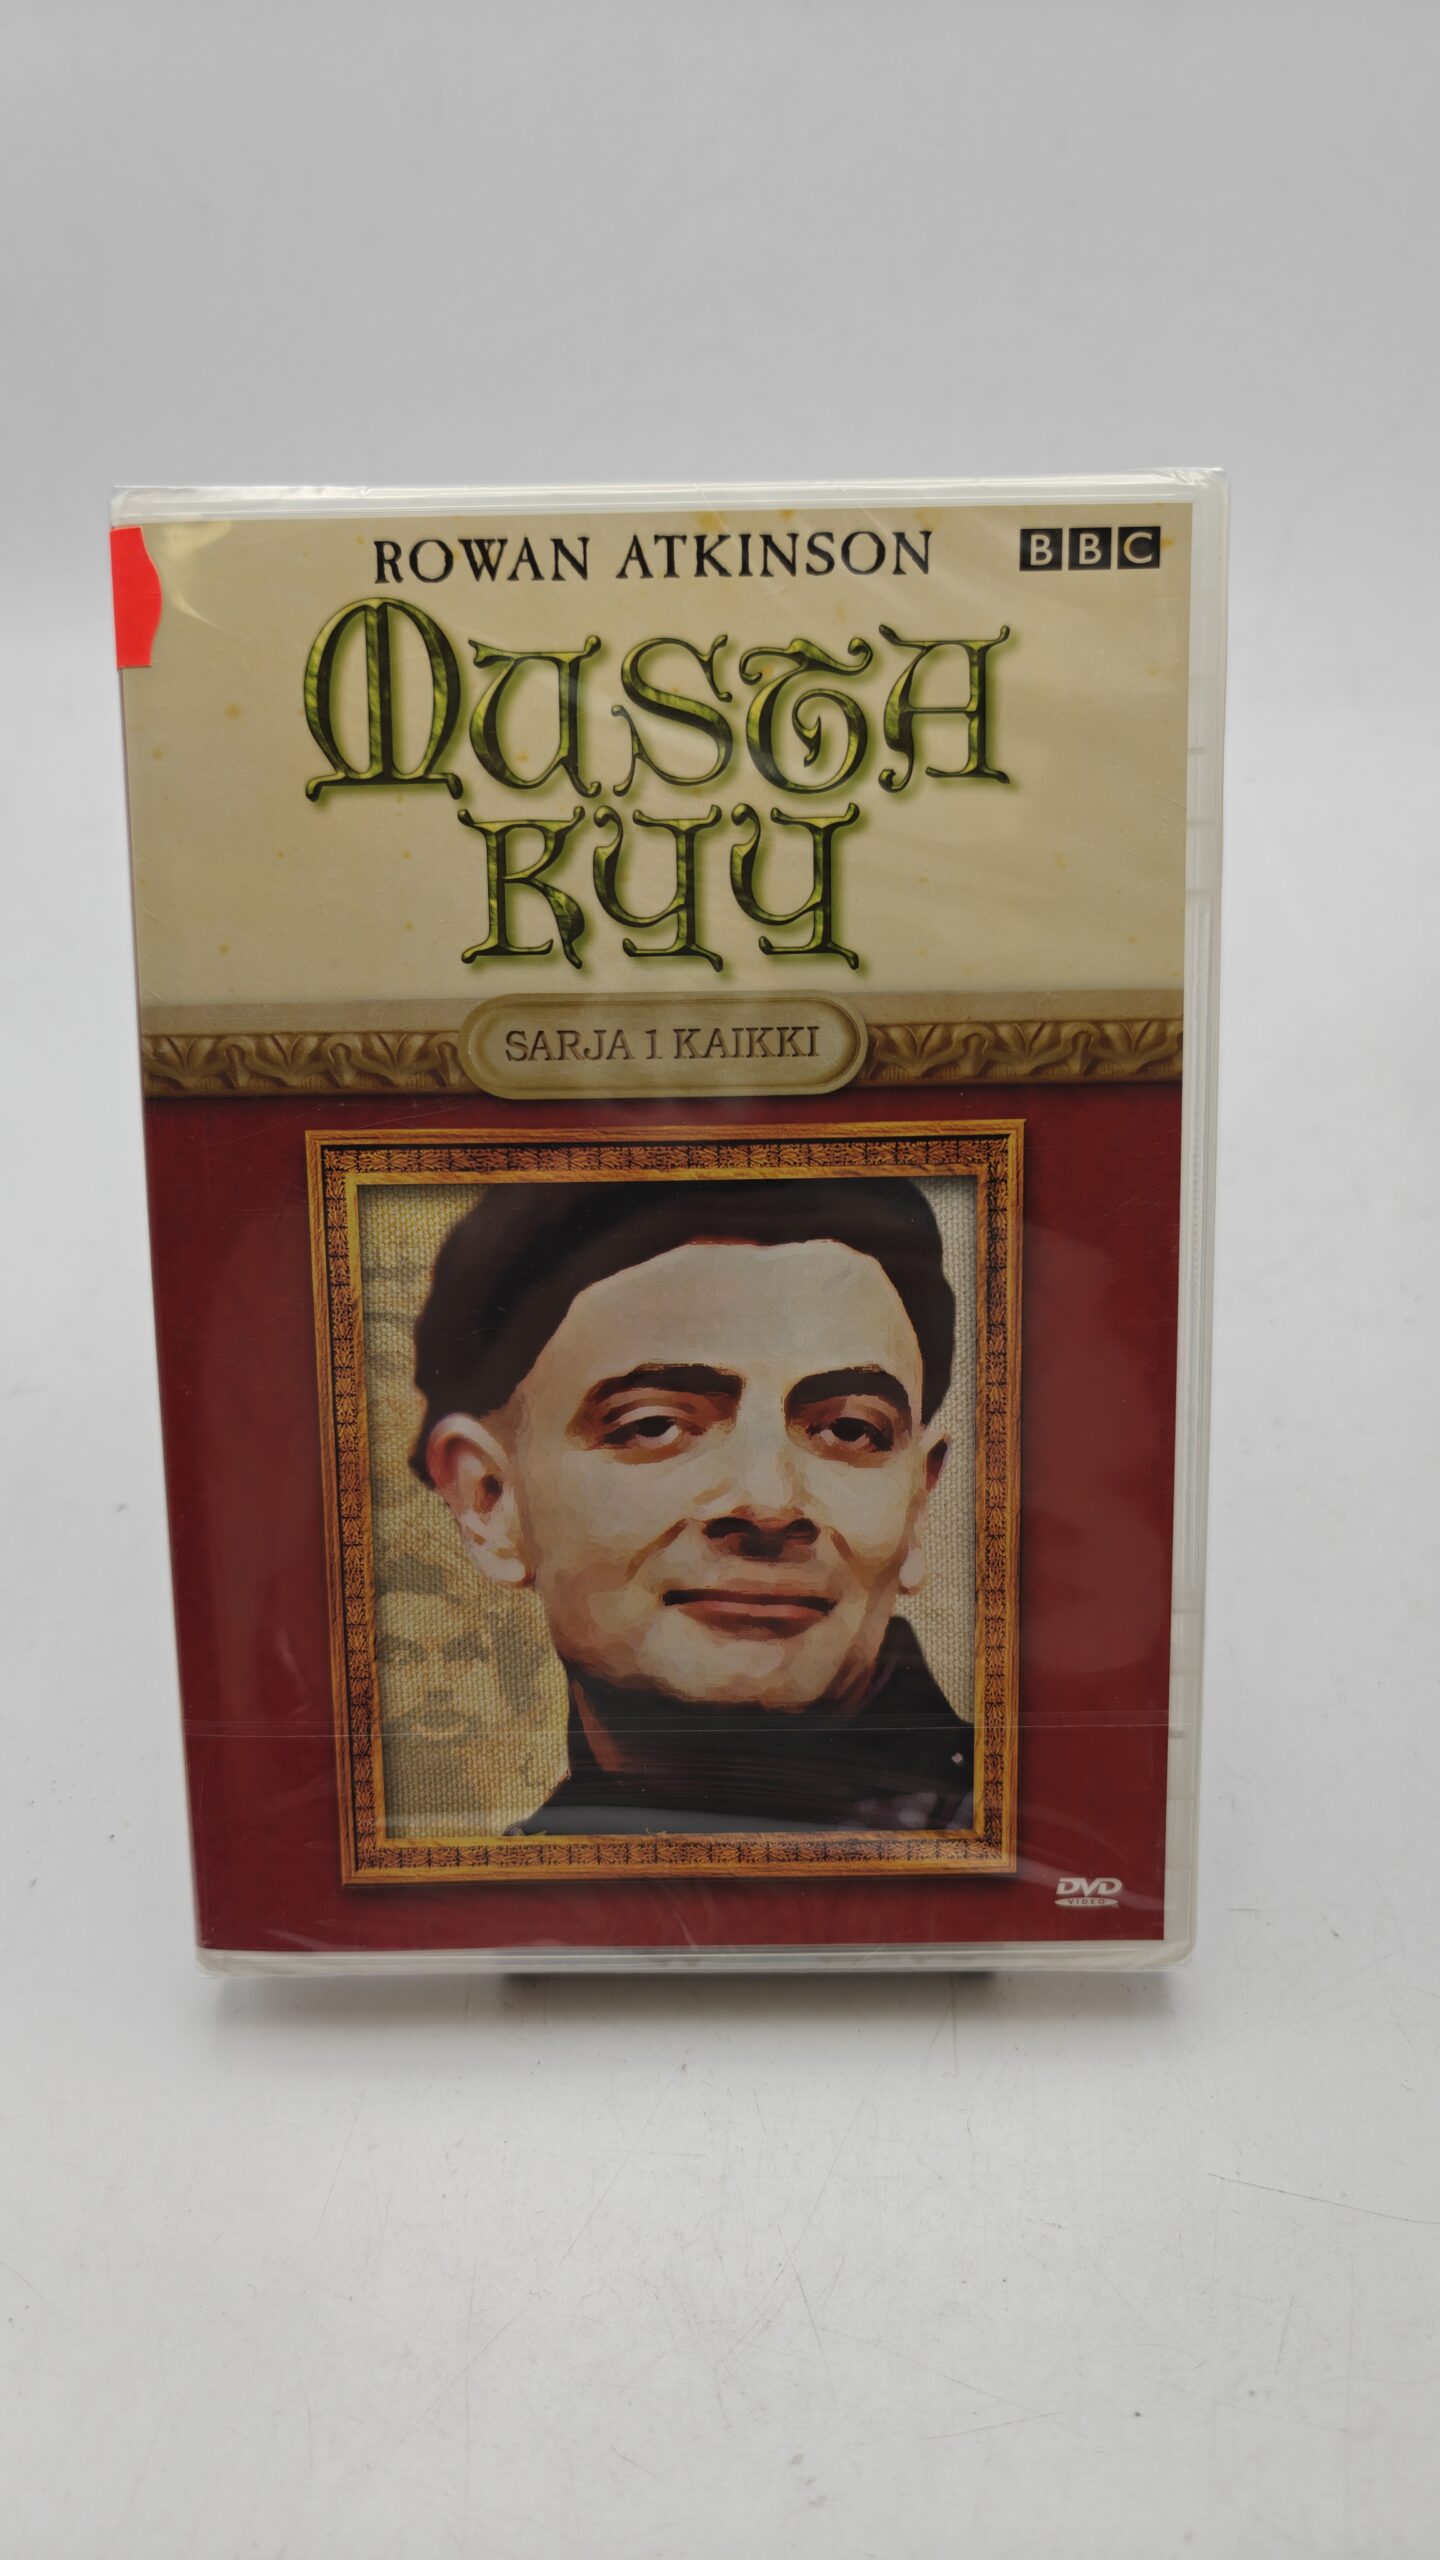 ROWAN ATKINSON
BBC
MUSTA
KYY
SARJA 1 KAIKKI
DVD
VIDEO